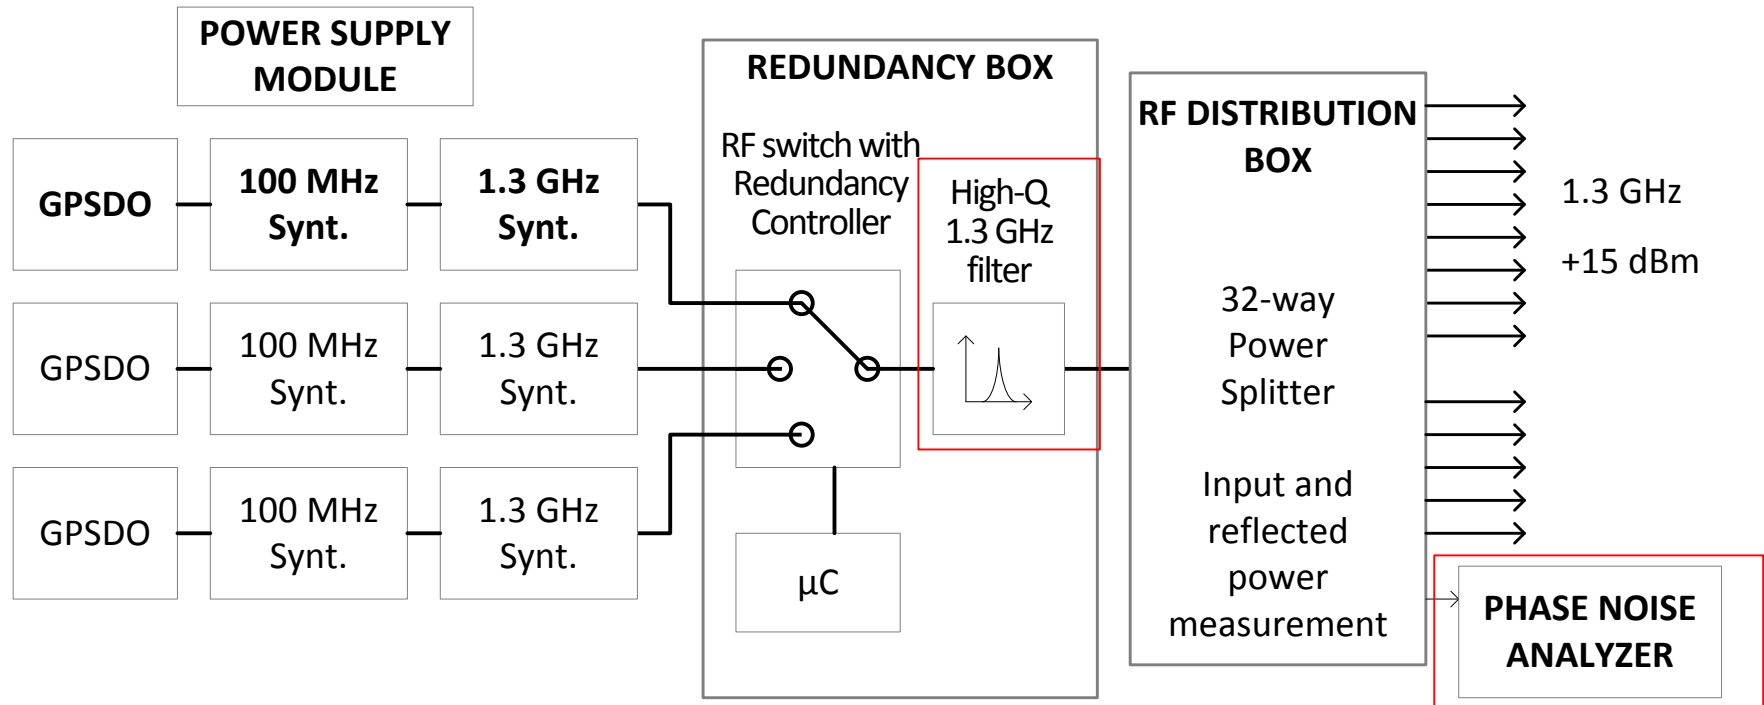 POWER SUPPLY
MODULE
GPSDO
100 MHz
Synt.
1.3 GHz
Synt.
GPSDO
100 MHz
Synt.
1.3 GHz
Synt.
GPSDO
100 MHz
Synt.
1.3 GHz
Synt.
REDUNDANCY BOX
RF switch with
Redundancy
Controller
High-Q
1.3 GHz
filter
µC
RF DISTRIBUTION
BOX
32-way
Power
Splitter
Input and
reflected
power
measurement
1.3 GHz
+15 dBm
PHASE NOISE
ANALYZER